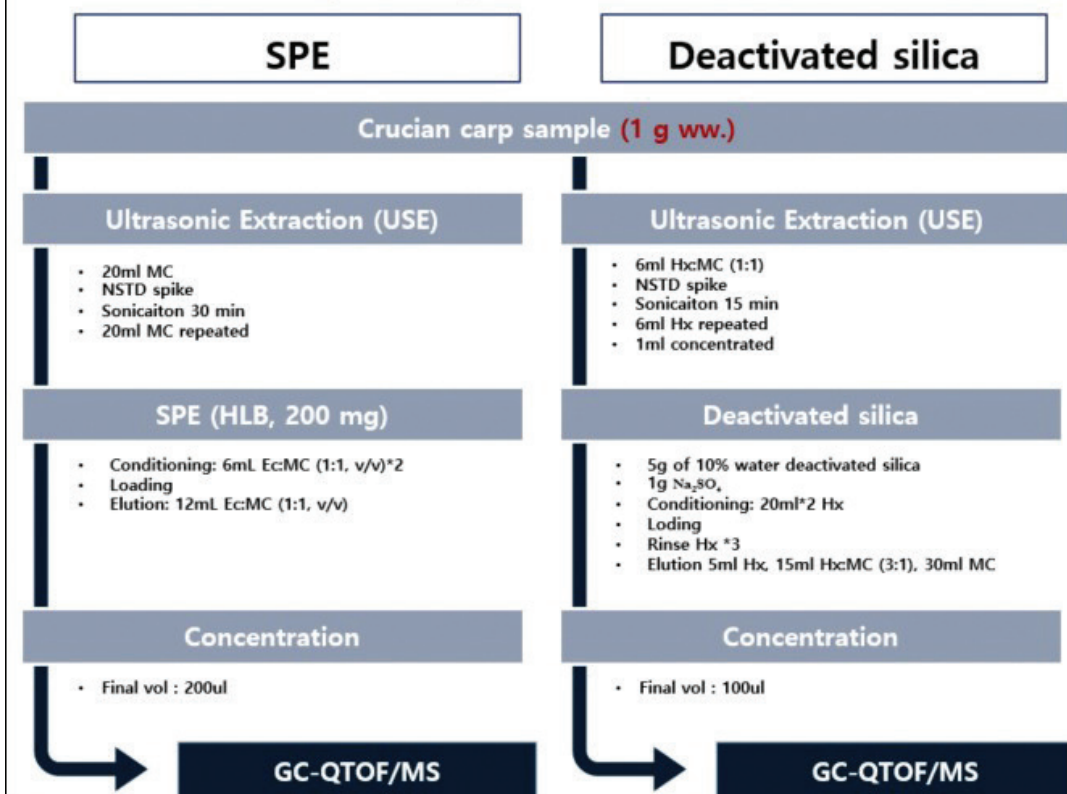 SPE
Deactivated silica
Crucian carp sample (1 g ww.)
Ultrasonic Extraction (USE)
• 20ml MC
• NSTD spike
• Sonicaiton 30 min
• 20ml MC repeated
SPE (HLB, 200 mg)
• Conditioning: 6mL Ec:MC (1:1, v/v)*2
• Loading
• Elution: 12mL Ec:MC (1:1, v/v)
Concentration
• Final vol : 200ul
GC-QTOF/MS
Ultrasonic Extraction (USE)
• 6ml Hx:MC (1:1)
• NSTD spike
• Sonicaiton 15 min
• 6ml Hx repeated
• 1ml concentrated
Deactivated silica
• 5g of 10% water deactivated silica
• 1g Na₂SO₄
• Conditioning: 20ml*2 Hx
• Loding
• Rinse Hx *3
• Elution 5ml Hx, 15ml Hx:MC (3:1), 30ml MC
Concentration
• Final vol : 100ul
GC-QTOF/MS